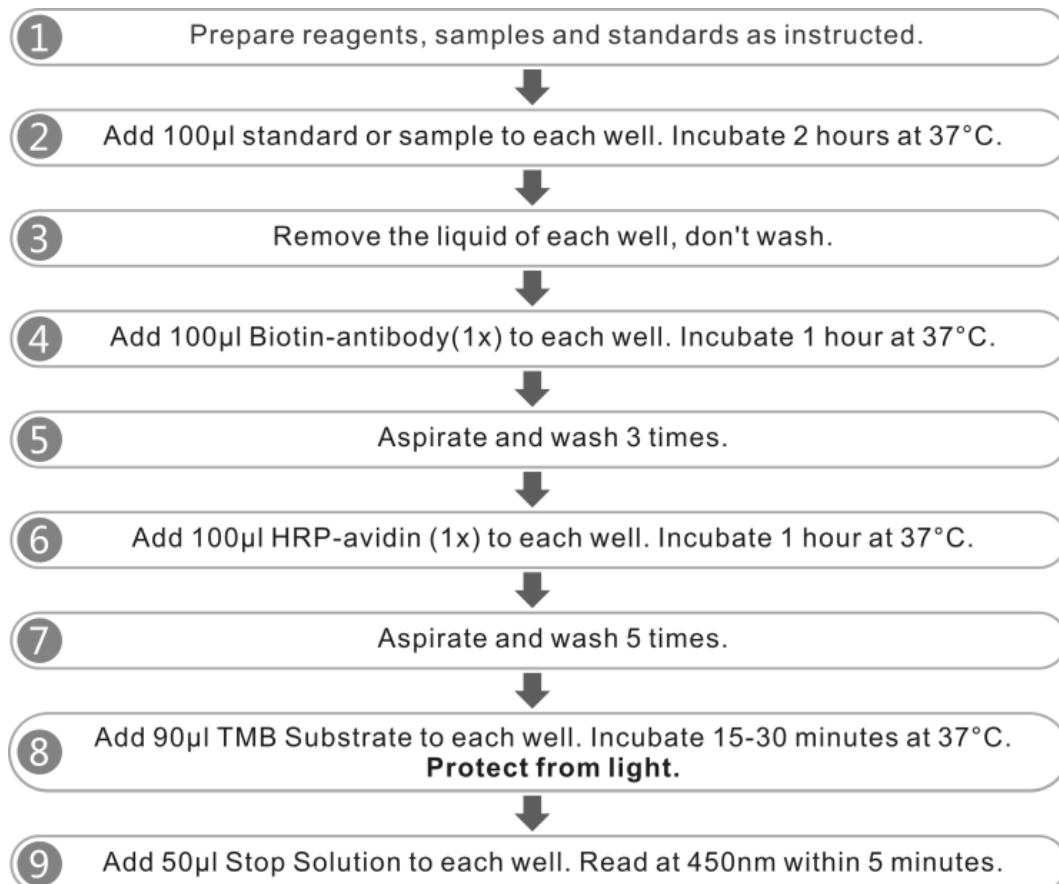 1 Prepare reagents, samples and standards as instructed.
2 Add 100µl standard or sample to each well. Incubate 2 hours at 37°C.
3 Remove the liquid of each well, don't wash.
4 Add 100µl Biotin-antibody(1x) to each well. Incubate 1 hour at 37°C.
5 Aspirate and wash 3 times.
6 Add 100µl HRP-avidin (1x) to each well. Incubate 1 hour at 37°C.
7 Aspirate and wash 5 times.
8 Add 90µl TMB Substrate to each well. Incubate 15-30 minutes at 37°C.
Protect from light.
9 Add 50µl Stop Solution to each well. Read at 450nm within 5 minutes.